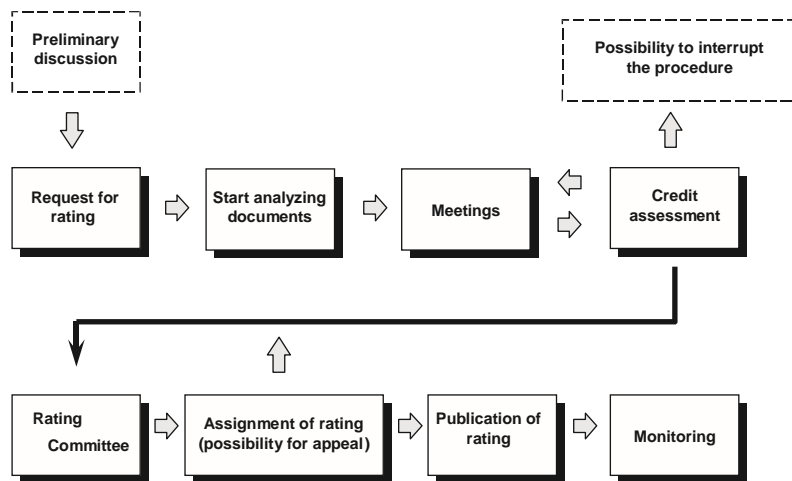 Preliminary
discussion
Possibility to interrupt
the procedure
Request for
rating
Start analyzing
documents
Meetings
Credit
assessment
Rating
Committee
Assignment of rating
(possibility for appeal)
Publication of
rating
Monitoring